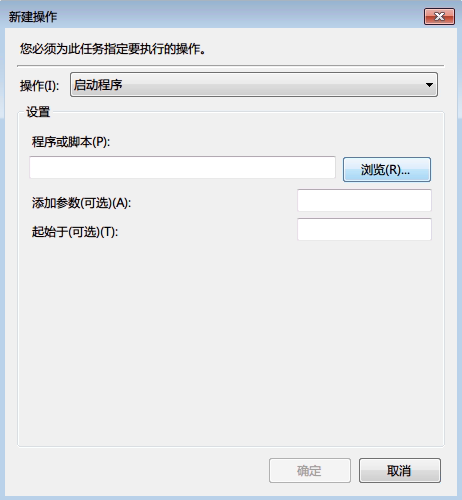 新建操作
您必须为此任务指定要执行的操作。
操作(I): 启动程序
设置
程序或脚本(P):
浏览(R)...
添加参数(可选)(A):
起始于(可选)(T):
确定 取消